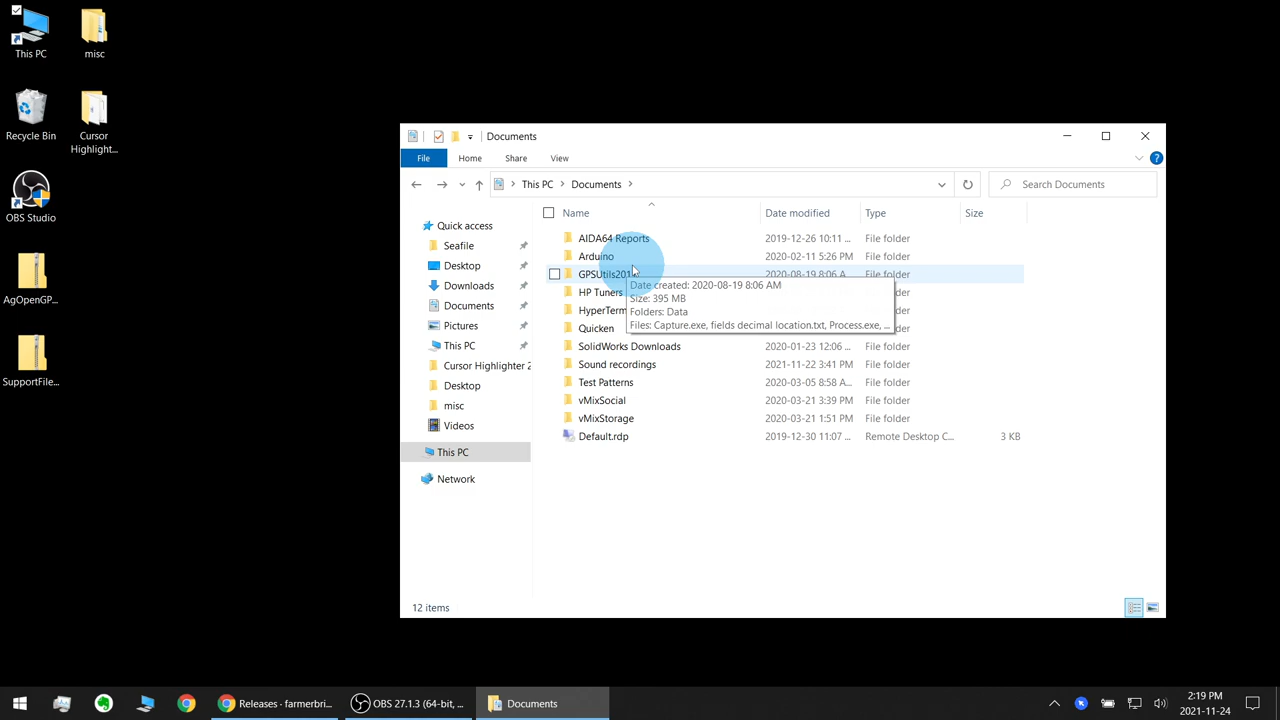 This PC
misc
Recycle Bin
Cursor
Highlight...
OBS Studio
AgOpenGP...
SupportFile...
Documents
File
Home
Share
View
This PC
Documents
Search Documents
Quick access
Seafile
Desktop
Downloads
Documents
Pictures
This PC
Cursor Highlighter 2
Desktop
misc
Videos
This PC
Network
Name Date modified Type Size
AIDA64 Reports 2019-12-26 10:11 ... File folder
Arduino 2020-02-11 5:26 PM File folder
2020-08-19 8:06 A... File folder
HP Tuners File folder
HyperTerm File folder
Quicken File folder
SolidWorks Downloads 2020-01-23 12:06 ... File folder
Sound recordings 2021-11-22 3:41 PM File folder
Test Patterns 2020-03-05 8:58 A... File folder
vMixSocial 2020-03-21 3:39 PM File folder
vMixStorage 2020-03-21 1:51 PM File folder
Default.rdp 2019-12-30 11:07 ... Remote Desktop C... 3 KB
Date created: 2020-08-19 8:06 AM
Size: 395 MB
Folders: Data
Files: Capture.exe, fields decimal location.txt, Process.exe, ...
12 items
Releases · farmerbri...
OBS 27.1.3 (64-bit, ...
Documents
2:19 PM
2021-11-24